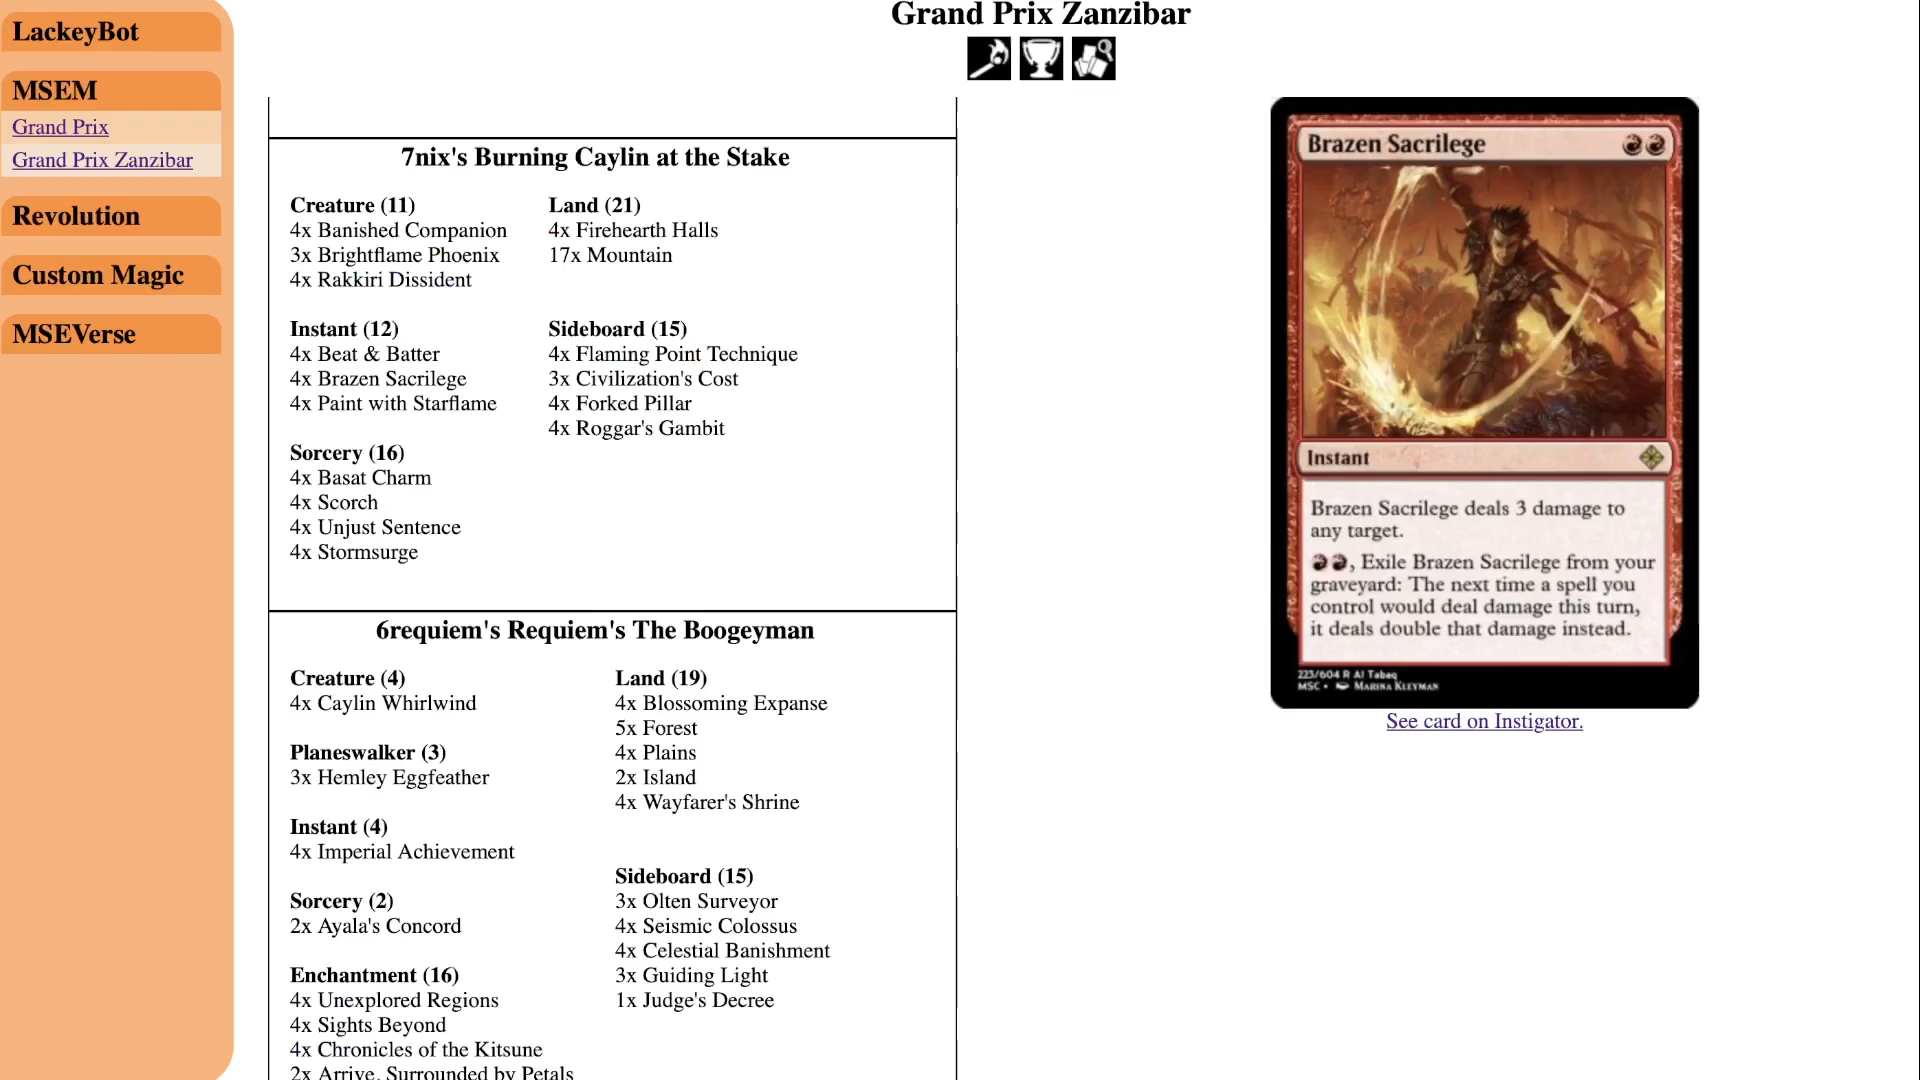 LackeyBot
MSEM
Grand Prix
Grand Prix Zanzibar
Revolution
Custom Magic
MSEVerse
Grand Prix Zanzibar
7nix's Burning Caylin at the Stake
Creature (11)
4x Banished Companion
3x Brightflame Phoenix
4x Rakkiri Dissident
Instant (12)
4x Beat & Batter
4x Brazen Sacrilege
4x Paint with Starflame
Sorcery (16)
4x Basat Charm
4x Scorch
4x Unjust Sentence
4x Stormsurge
Land (21)
4x Firehearth Halls
17x Mountain
Sideboard (15)
4x Flaming Point Technique
3x Civilization's Cost
4x Forked Pillar
4x Roggar's Gambit
6requiem's Requiem's The Boogeyman
Creature (4)
4x Caylin Whirlwind
Planeswalker (3)
3x Hemley Eggfeather
Instant (4)
4x Imperial Achievement
Sorcery (2)
2x Ayala's Concord
Enchantment (16)
4x Unexplored Regions
4x Sights Beyond
4x Chronicles of the Kitsune
2x Arrive, Surrounded by Petals
Land (19)
4x Blossoming Expanse
5x Forest
4x Plains
2x Island
4x Wayfarer's Shrine
Sideboard (15)
3x Olten Surveyor
4x Seismic Colossus
4x Celestial Banishment
3x Guiding Light
1x Judge's Decree
Brazen Sacrilege
Instant
Brazen Sacrilege deals 3 damage to
any target.
, Exile Brazen Sacrilege from your
graveyard: The next time a spell you
control would deal damage this turn,
it deals double that damage instead.
223/604 R Al Tabaq
MSC • Marina Kleyman
See card on Instigator.